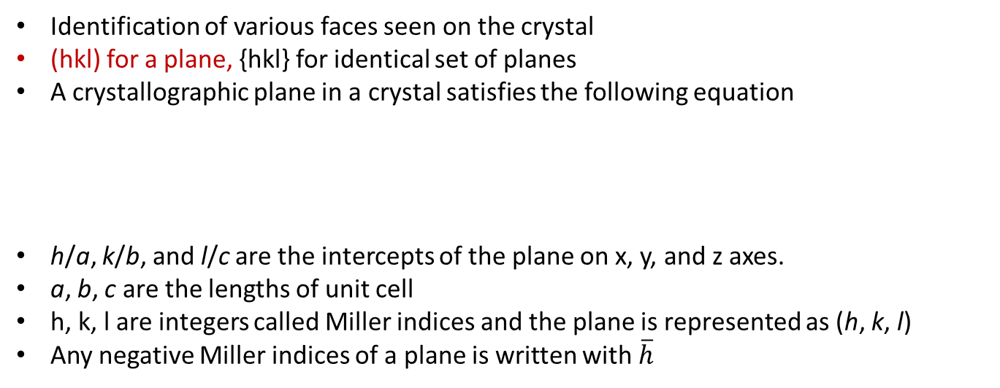 • Identification of various faces seen on the crystal
• (hkl) for a plane, {hkl} for identical set of planes
• A crystallographic plane in a crystal satisfies the following equation
• h/a, k/b, and l/c are the intercepts of the plane on x, y, and z axes.
• a, b, c are the lengths of unit cell
• h, k, l are integers called Miller indices and the plane is represented as (h, k, l)
• Any negative Miller indices of a plane is written with h̅